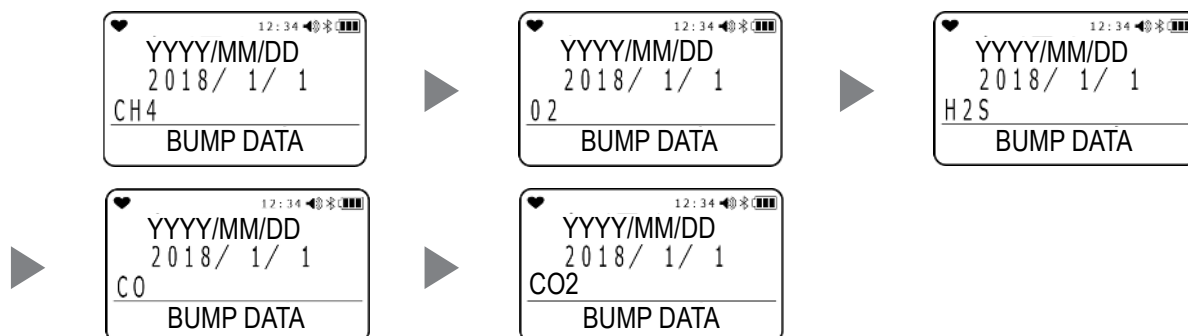 12:34
YYYY/MM/DD
2018/ 1/ 1
CH4
BUMP DATA
12:34
YYYY/MM/DD
2018/ 1/ 1
O2
BUMP DATA
12:34
YYYY/MM/DD
2018/ 1/ 1
H2S
BUMP DATA
12:34
YYYY/MM/DD
2018/ 1/ 1
CO
BUMP DATA
12:34
YYYY/MM/DD
2018/ 1/ 1
CO2
BUMP DATA